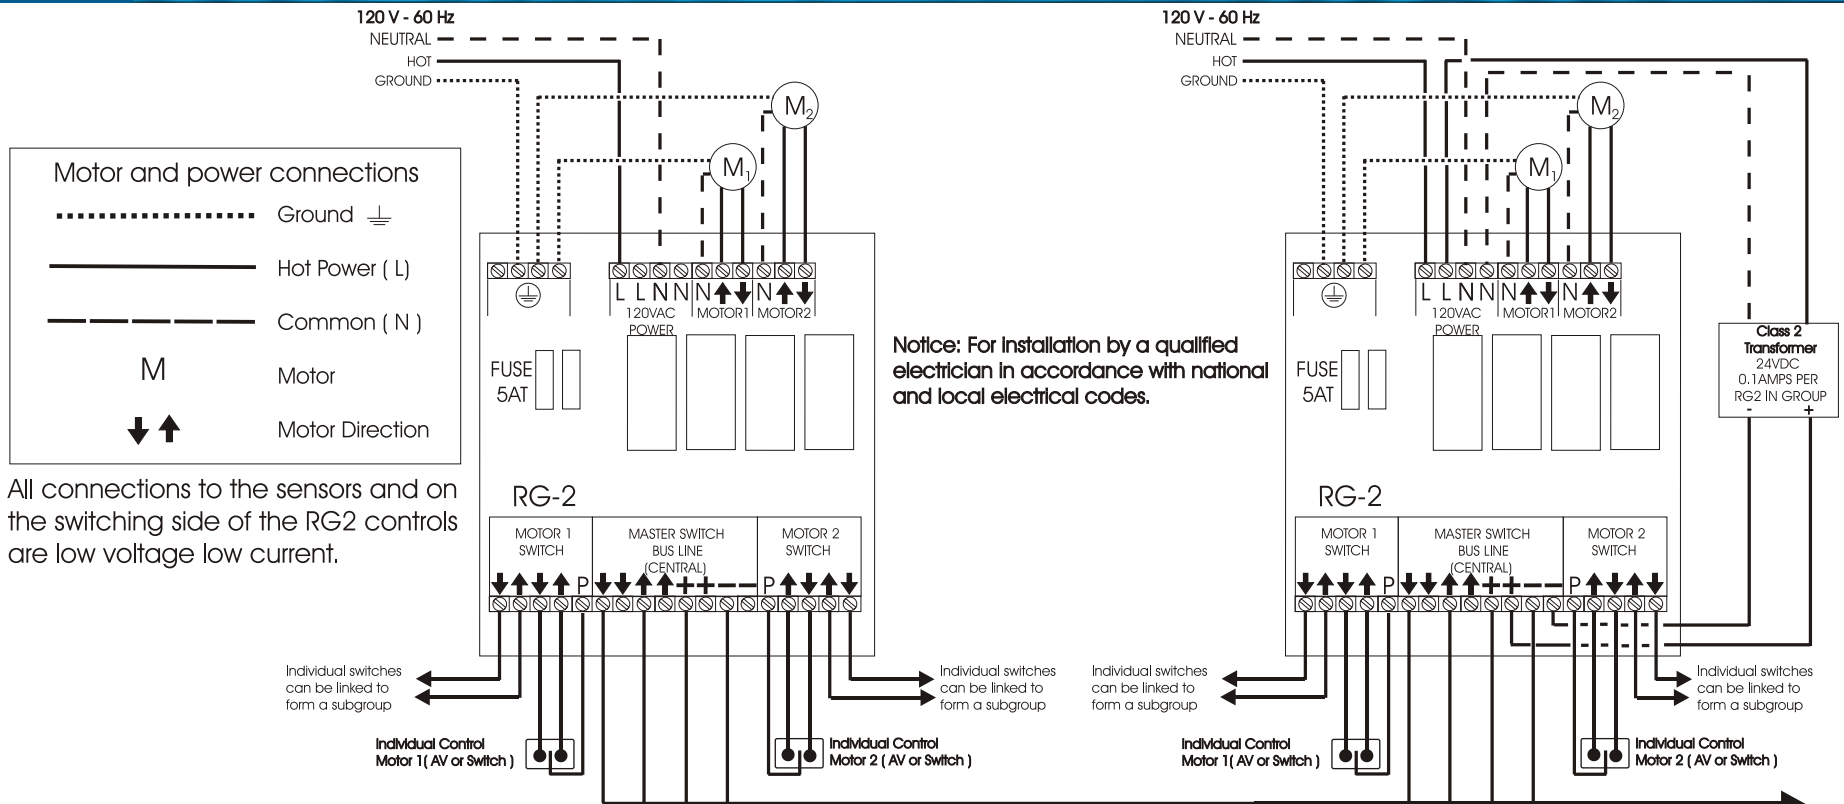 120 V - 60 Hz
NEUTRAL
HOT
GROUND
M2
M1
Motor and power connections
Ground
Hot Power ( L)
Common ( N )
M
Motor
Motor Direction
All connections to the sensors and on
the switching side of the RG2 controls
are low voltage low current.
L L N N N N
120VAC
POWER
MOTOR1
MOTOR2
FUSE
5AT
RG-2
MOTOR 1
SWITCH
MASTER SWITCH
BUS LINE
(CENTRAL)
MOTOR 2
SWITCH
P
+ + - -
P
Individual switches
can be linked to
form a subgroup
Individual switches
can be linked to
form a subgroup
Individual Control
Motor 1( AV or Switch )
Individual Control
Motor 2 ( AV or Switch )
Notice: For installation by a qualified
electrician in accordance with national
and local electrical codes.
120 V - 60 Hz
NEUTRAL
HOT
GROUND
M2
M1
L L N N N N
120VAC
POWER
MOTOR1
MOTOR2
Class 2
Transformer
24VDC
0.1AMPS PER
RG2 IN GROUP
- +
FUSE
5AT
RG-2
MOTOR 1
SWITCH
MASTER SWITCH
BUS LINE
(CENTRAL)
MOTOR 2
SWITCH
P
+ + - -
P
Individual switches
can be linked to
form a subgroup
Individual switches
can be linked to
form a subgroup
Individual Control
Motor 1( AV or Switch )
Individual Control
Motor 2 ( AV or Switch )